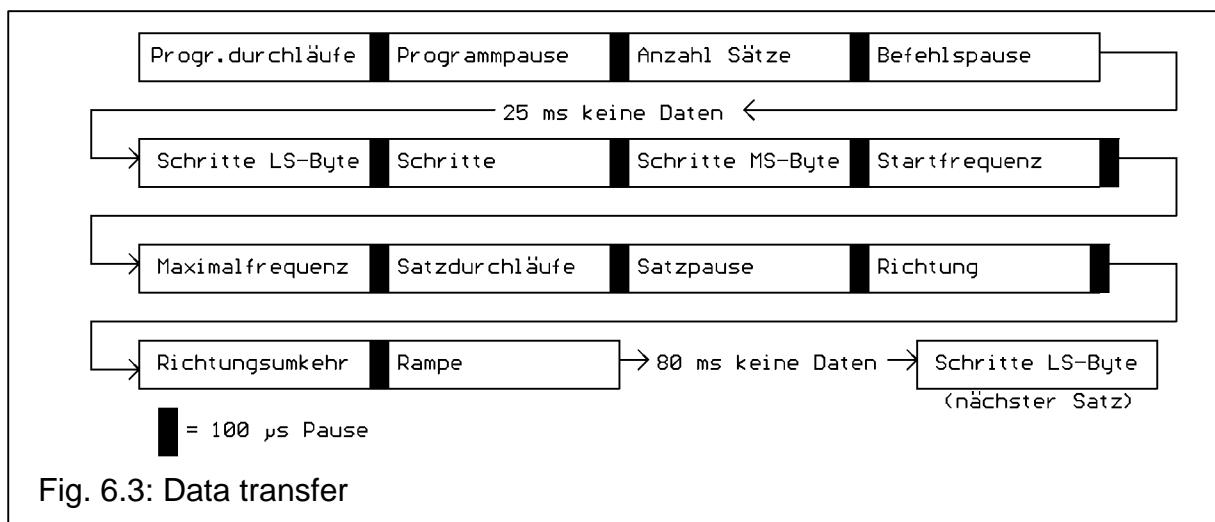 Progr.durchläufe Programmpause Anzahl Sätze Befehlspause
25 ms keine Daten
Schritte LS-Byte Schritte Schritte MS-Byte Startfrequenz
Maximalfrequenz Satzdurchläufe Satzpause Richtung
Richtungsumkehr Rampe 80 ms keine Daten Schritte LS-Byte
(nächster Satz)
= 100 µs Pause
Fig. 6.3: Data transfer